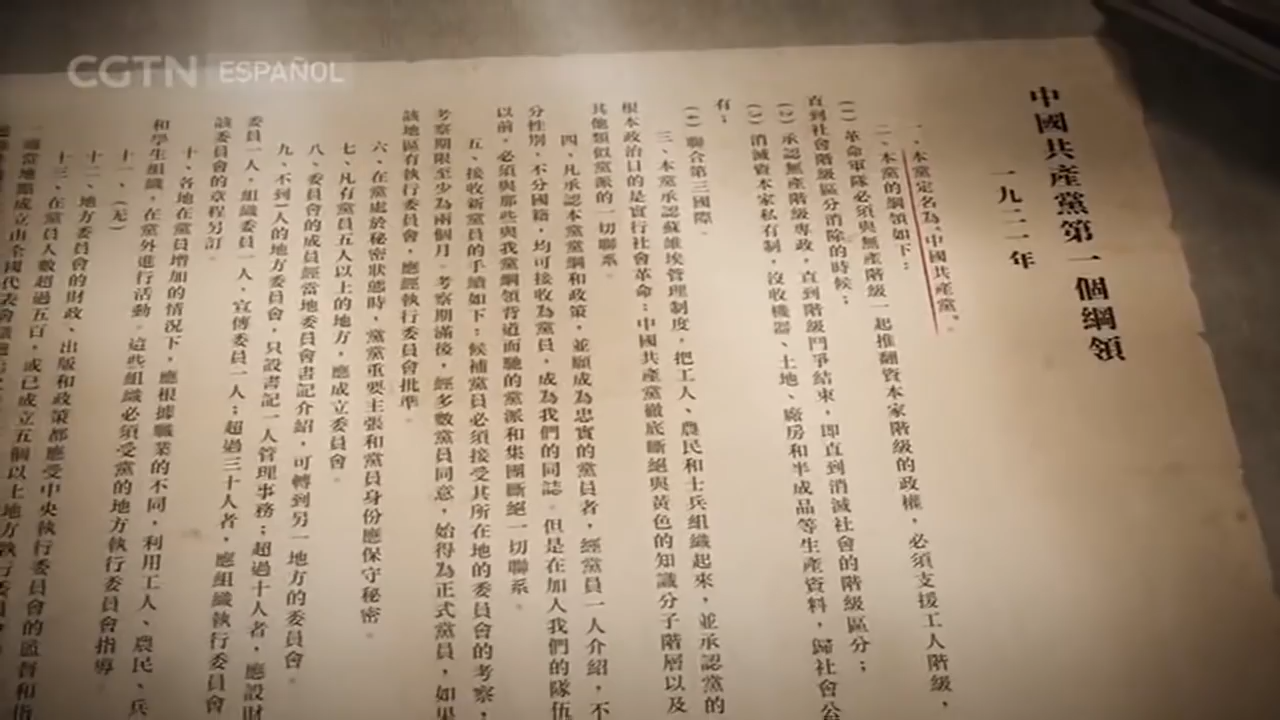 CGTN ESPAÑOL
中國共產黨第一個綱領
一九二一年
一、本黨定名為“中國共產黨”。
二、本黨的綱領如下：
(1) 革命軍隊必須與無產階級一起推翻資本家階級的政權，必須支援工人階級，
直到社會階級區分消除的時候；
(2) 承認無產階級專政，直到階級鬥爭結束，即直到消滅社會的階級區分；
(3) 消滅資本家私有制，沒收機器、土地、廠房和半成品等生產資料，歸社會公
有；
(4) 聯合第三國際。
三、本黨承認蘇維埃管理制度，把工人、農民和士兵組織起來，並承認黨的
根本政治目的是實行社會革命；中國共產黨徹底斷絕與黃色的知識分子階層以及
其他類似黨派的一切聯系。
四、凡承認本黨黨綱和政策，並願成為忠實的黨員者，經黨員一人介紹，不
分性別，不分國籍，均可接收為黨員，成為我們的同誌。但是在加入我們的隊伍
以前，必須與那些與我黨綱領背道而馳的黨派和集團斷絕一切聯系。
五、接收新黨員的手續如下：候補黨員必須接受其所在地的委員會的考察，
考察期限至少為兩個月。考察期滿後，經多數黨員同意，始得為正式黨員，如果
該地區有執行委員會，應經執行委員會批準。
六、在黨處於秘密狀態時，黨黨重要主張和黨員身份應保守秘密。
七、凡有黨員五人以上的地方，應成立委員會。
八、委員會的成員經當地委員會書記介紹，可轉到另一地方的委員會。
九、不到
人的地方委員會，只設書記一人管理事務；超過十人者，應設財
委員一人，組織委員一人，宣傳委員一人；超過三十人者，應組織執行委員會
該委員會的章程另訂。
十、各地在黨員增加的情況下，應根據職業的不同，利用工人、農民、兵
和學生組織，在黨外進行活動。這些組織必須受黨的地方執行委員會指導。
十一、（無）
十二、地方委員會的財政、出版和政策都應受中央執行委員會的監督和指
十三、在黨員人數超過五百，或已成立五個以上地方執行委員會
適當地點成立由全國代表會議